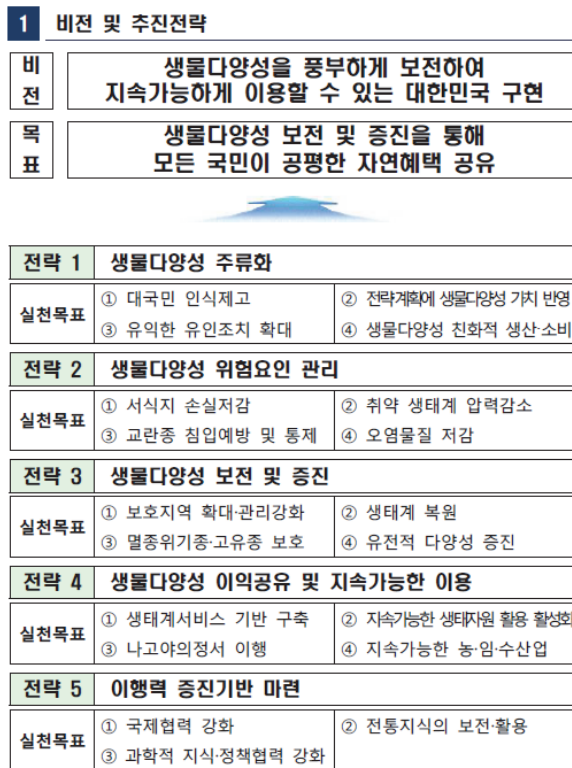 1 비전 및 추진전략
비전
생물다양성을 풍부하게 보전하여
지속가능하게 이용할 수 있는 대한민국 구현
목표
생물다양성 보전 및 증진을 통해
모든 국민이 공평한 자연혜택 공유
전략 1 생물다양성 주류화
실천목표
① 대국민 인식제고 ② 전략계획에 생물다양성 가치 반영
③ 유익한 유인조치 확대 ④ 생물다양성 친화적 생산·소비
전략 2 생물다양성 위험요인 관리
실천목표
① 서식지 손실저감 ② 취약 생태계 압력감소
③ 교란종 침입예방 및 통제 ④ 오염물질 저감
전략 3 생물다양성 보전 및 증진
실천목표
① 보호지역 확대·관리강화 ② 생태계 복원
③ 멸종위기종·고유종 보호 ④ 유전적 다양성 증진
전략 4 생물다양성 이익공유 및 지속가능한 이용
실천목표
① 생태계서비스 기반 구축 ② 지속가능한 생태자원 활용 활성화
③ 나고야의정서 이행 ④ 지속가능한 농·임·수산업
전략 5 이행력 증진기반 마련
실천목표
① 국제협력 강화 ② 전통지식의 보전·활용
③ 과학적 지식·정책협력 강화